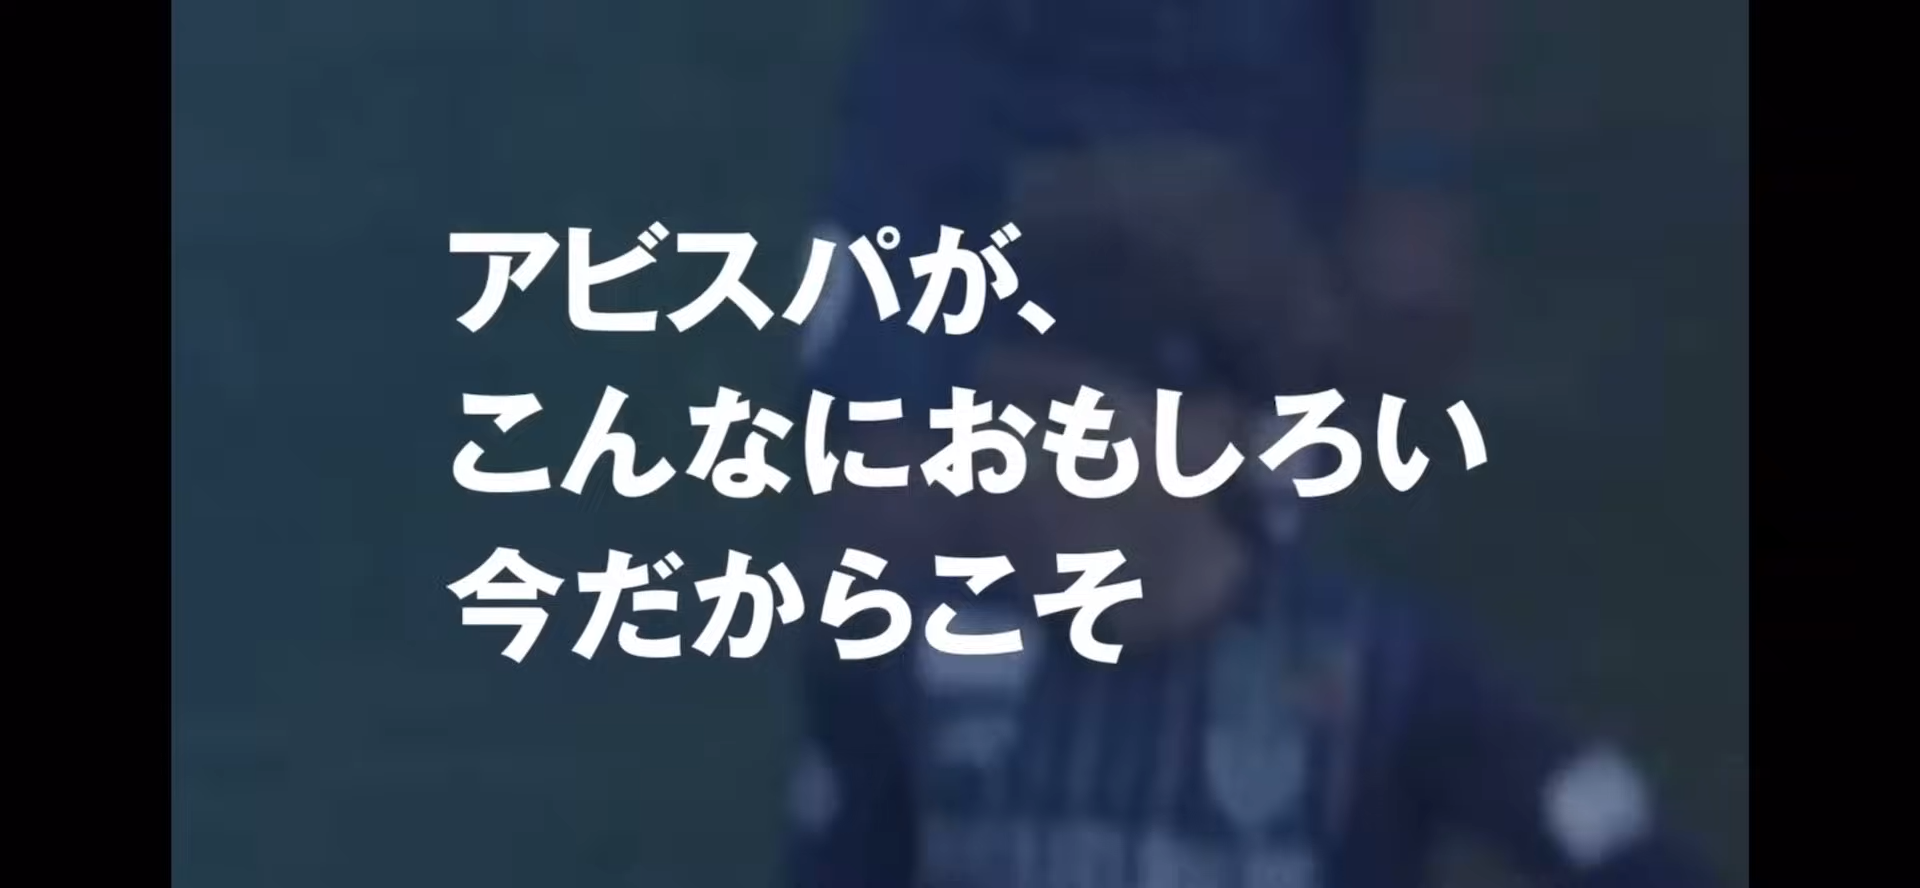 アビスパが、
こんなにおもしろい
今だからこそ